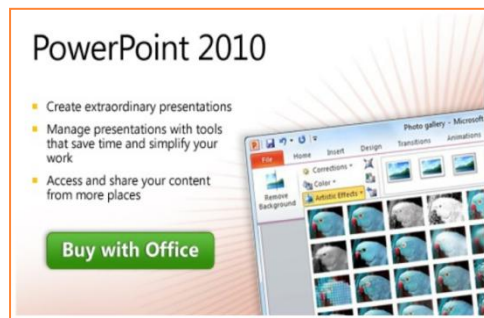 PowerPoint 2010
Create extraordinary presentations
Manage presentations with tools
that save time and simplify your
work
Access and share your content
from more places
Buy with Office
Photo gallery - Microsoft
File Home Insert Design Transitions Animations
Remove
Background
Corrections
Color
Artistic Effects